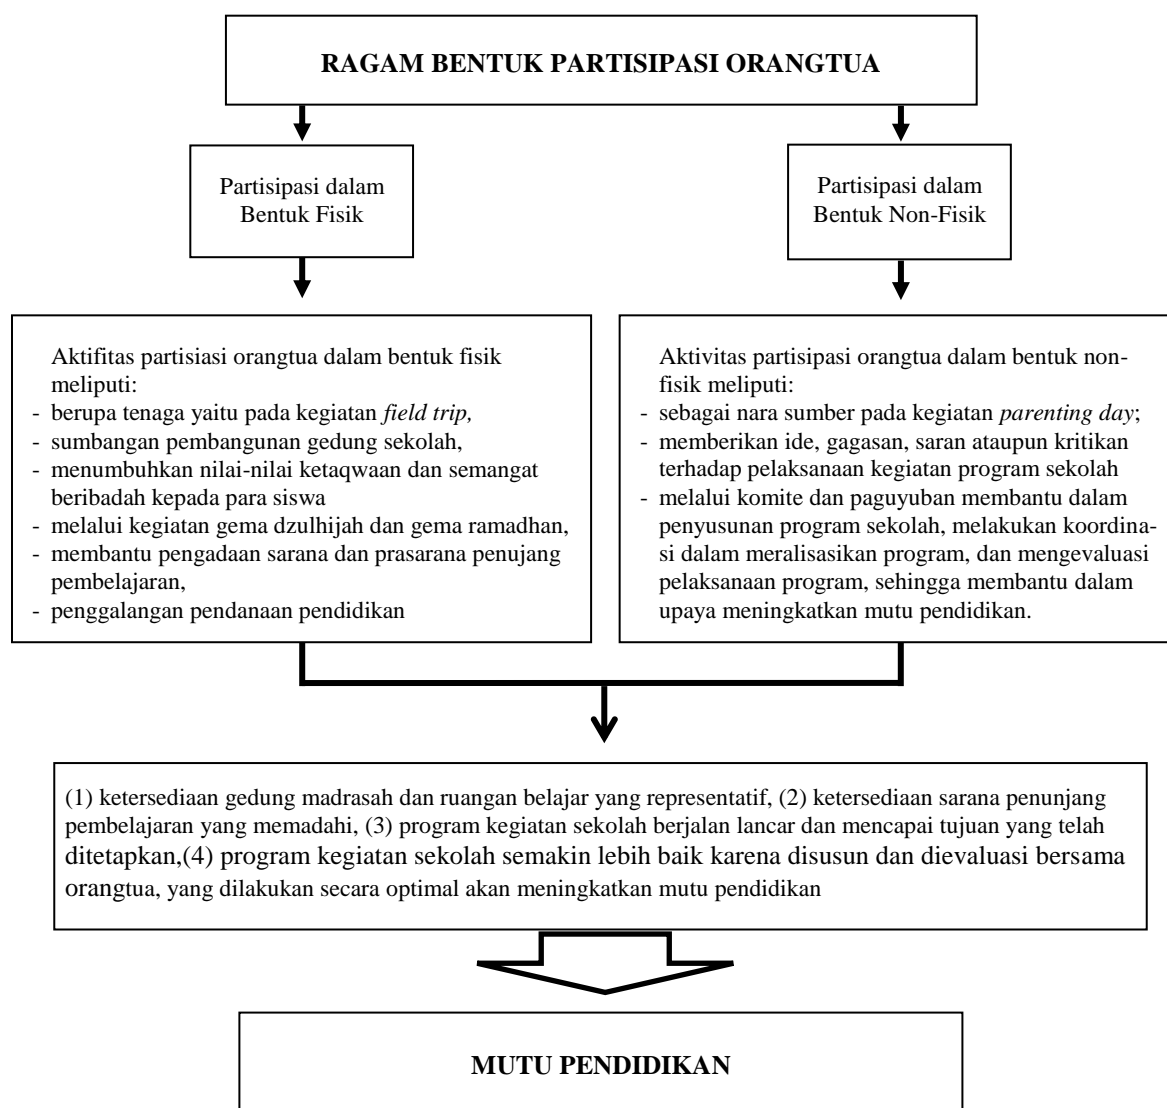 RAGAM BENTUK PARTISIPASI ORANGTUA
Partisipasi dalam
Bentuk Fisik
Partisipasi dalam
Bentuk Non-Fisik
Aktifitas partisiasi orangtua dalam bentuk fisik
meliputi:
- berupa tenaga yaitu pada kegiatan field trip,
- sumbangan pembangunan gedung sekolah,
- menumbuhkan nilai-nilai ketaqwaan dan semangat
beribadah kepada para siswa
- melalui kegiatan gema dzulhijah dan gema ramadhan,
- membantu pengadaan sarana dan prasarana penujang
pembelajaran,
- penggalangan pendanaan pendidikan
Aktivitas partisipasi orangtua dalam bentuk non-
fisik meliputi:
- sebagai nara sumber pada kegiatan parenting day;
- memberikan ide, gagasan, saran ataupun kritikan
terhadap pelaksanaan kegiatan program sekolah
- melalui komite dan paguyuban membantu dalam
penyusunan program sekolah, melakukan koordina-
si dalam meralisasikan program, dan mengevaluasi
pelaksanaan program, sehingga membantu dalam
upaya meningkatkan mutu pendidikan.
(1) ketersediaan gedung madrasah dan ruangan belajar yang representatif, (2) ketersediaan sarana penunjang
pembelajaran yang memadahi, (3) program kegiatan sekolah berjalan lancar dan mencapai tujuan yang telah
ditetapkan,(4) program kegiatan sekolah semakin lebih baik karena disusun dan dievaluasi bersama
orangtua, yang dilakukan secara optimal akan meningkatkan mutu pendidikan
MUTU PENDIDIKAN